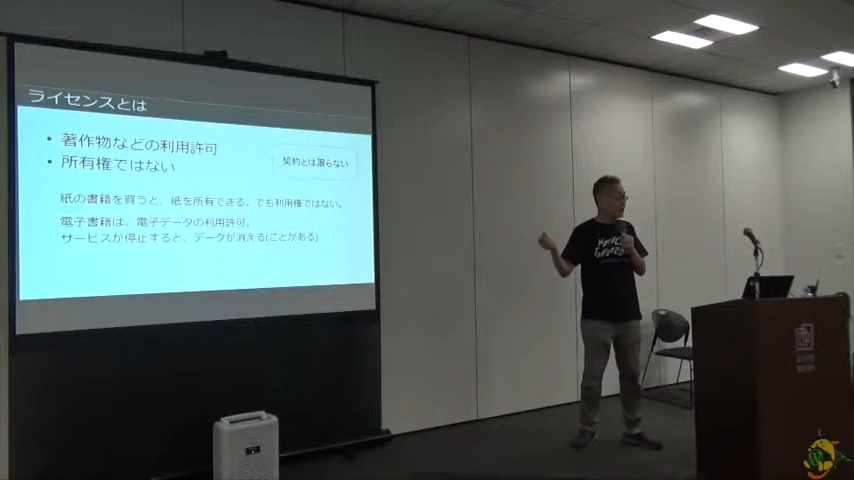 ライセンスとは
• 著作物などの利用許可
• 所有権ではない
契約とは限らない
紙の書籍を買うと、紙を所有できる。でも利用権ではない。
電子書籍は、電子データの利用許可。
サービスが停止すると、データが消える(ことがある)